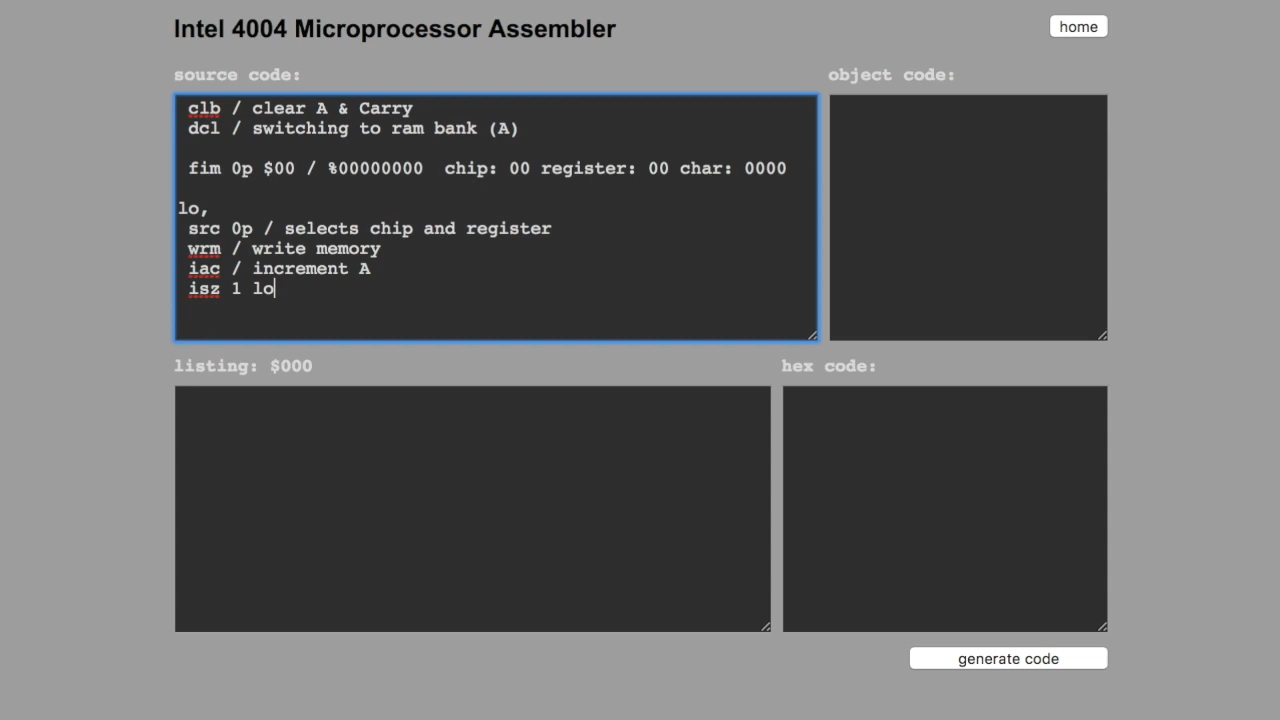 Intel 4004 Microprocessor Assembler
home
source code:
object code:
clb / clear A & Carry
dcl / switching to ram bank (A)
fim 0p $00 / %00000000  chip: 00 register: 00 char: 0000
lo,
src 0p / selects chip and register
wrm / write memory
iac / increment A
isz 1 lo
listing: $000
hex code:
generate code